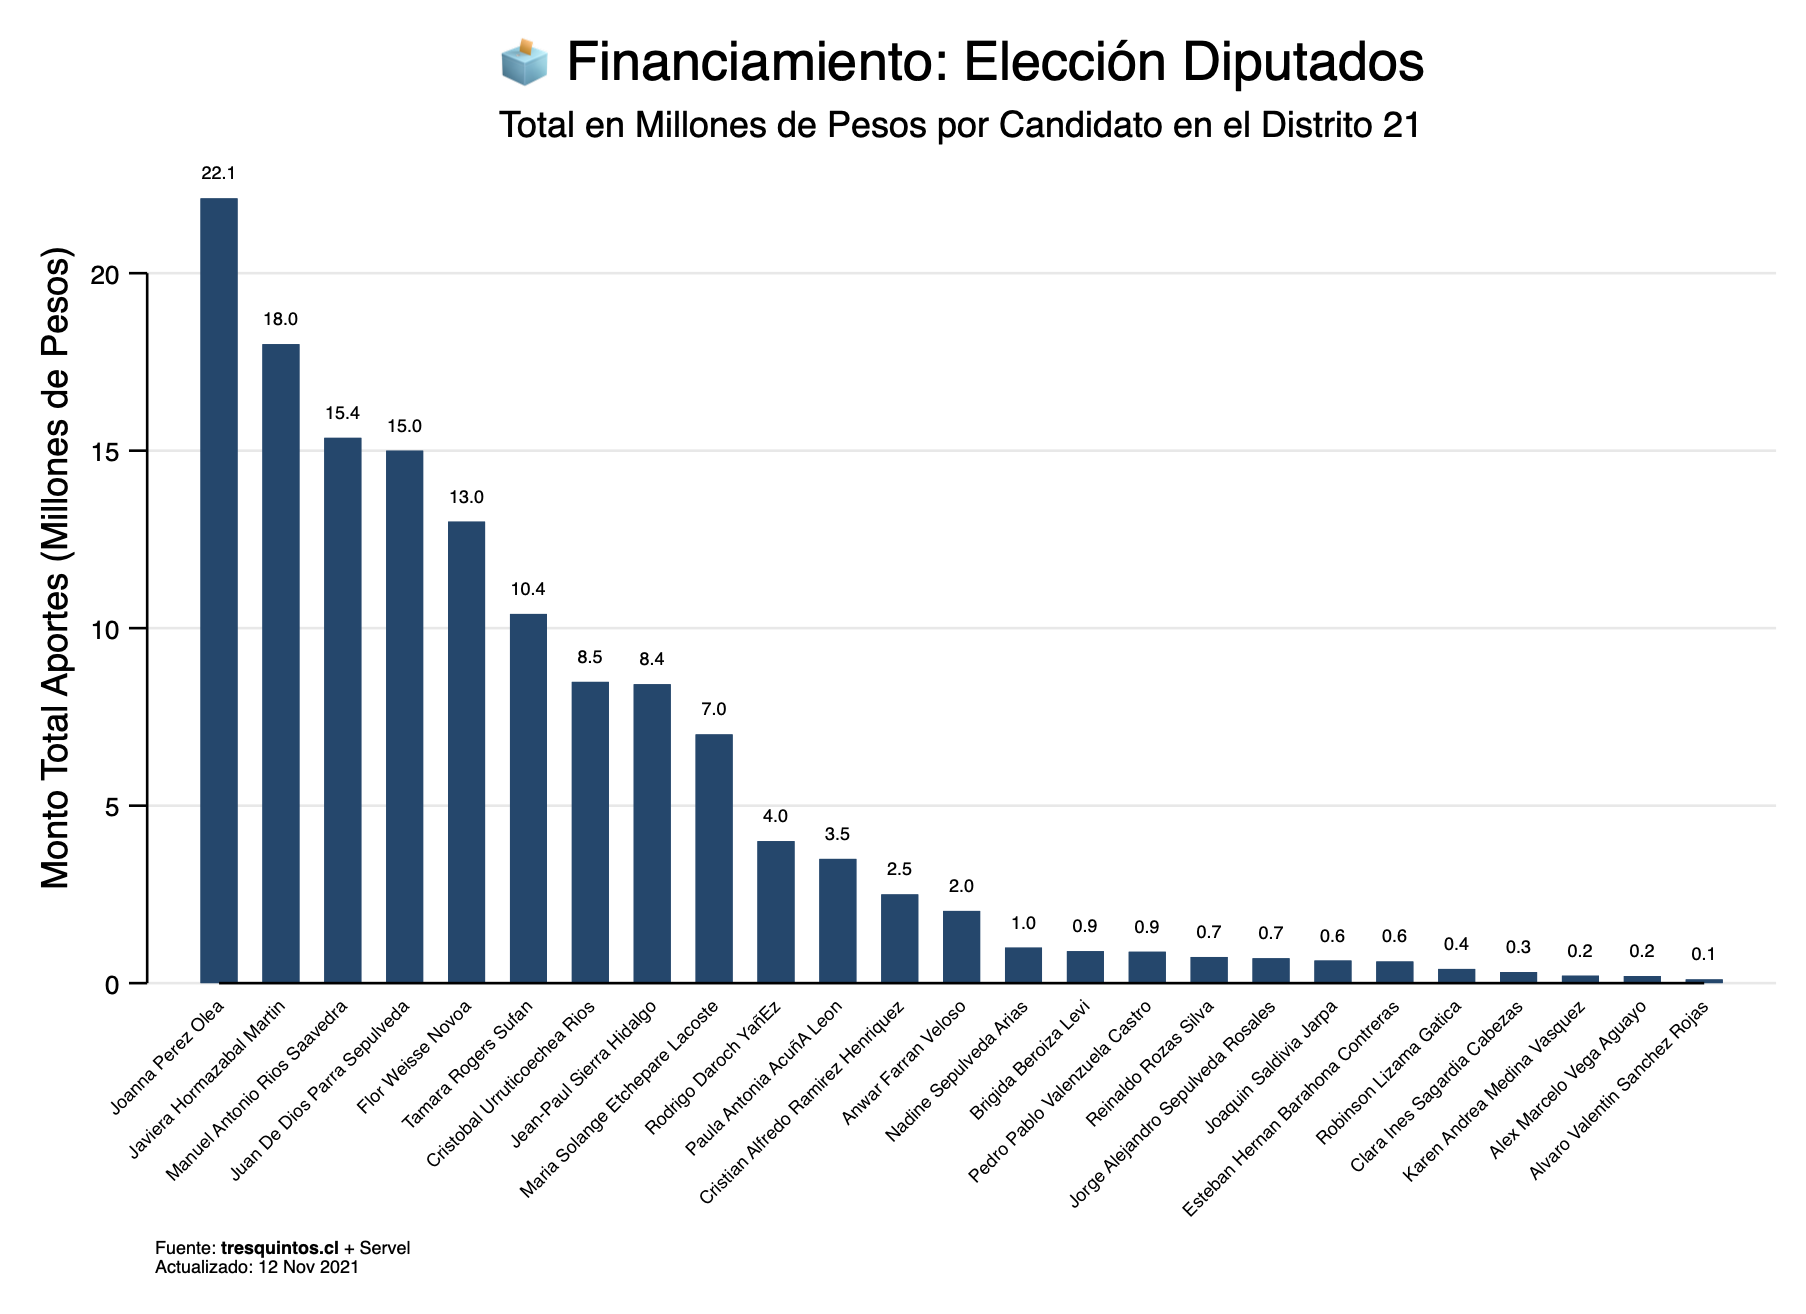 Financiamiento: Elección Diputados
Total en Millones de Pesos por Candidato en el Distrito 21
Monto Total Aportes (Millones de Pesos)
20
15
10
5
0
22.1
18.0
15.4
15.0
13.0
10.4
8.5
8.4
7.0
4.0
3.5
2.5
2.0
1.0
0.9
0.9
0.7
0.7
0.6
0.6
0.4
0.3
0.2
0.2
0.1
Joanna Perez Olea
Javiera Hormazabal Martin
Manuel Antonio Rios Saavedra
Juan De Dios Parra Sepulveda
Flor Weisse Novoa
Tamara Rogers Sufan
Cristobal Urruticoechea Rios
Jean-Paul Sierra Hidalgo
Maria Solange Etchepare Lacoste
Rodrigo Daroch YañEz
Paula Antonia AcuñA Leon
Cristian Alfredo Ramirez Henriquez
Anwar Farran Veloso
Nadine Sepulveda Arias
Brigida Beroiza Levi
Pedro Pablo Valenzuela Castro
Reinaldo Rozas Silva
Jorge Alejandro Sepulveda Rosales
Joaquin Saldivia Jarpa
Esteban Hernan Barahona Contreras
Robinson Lizama Gatica
Clara Ines Sagardia Cabezas
Karen Andrea Medina Vasquez
Alex Marcelo Vega Aguayo
Alvaro Valentin Sanchez Rojas
Fuente: tresquintos.cl + Servel
Actualizado: 12 Nov 2021